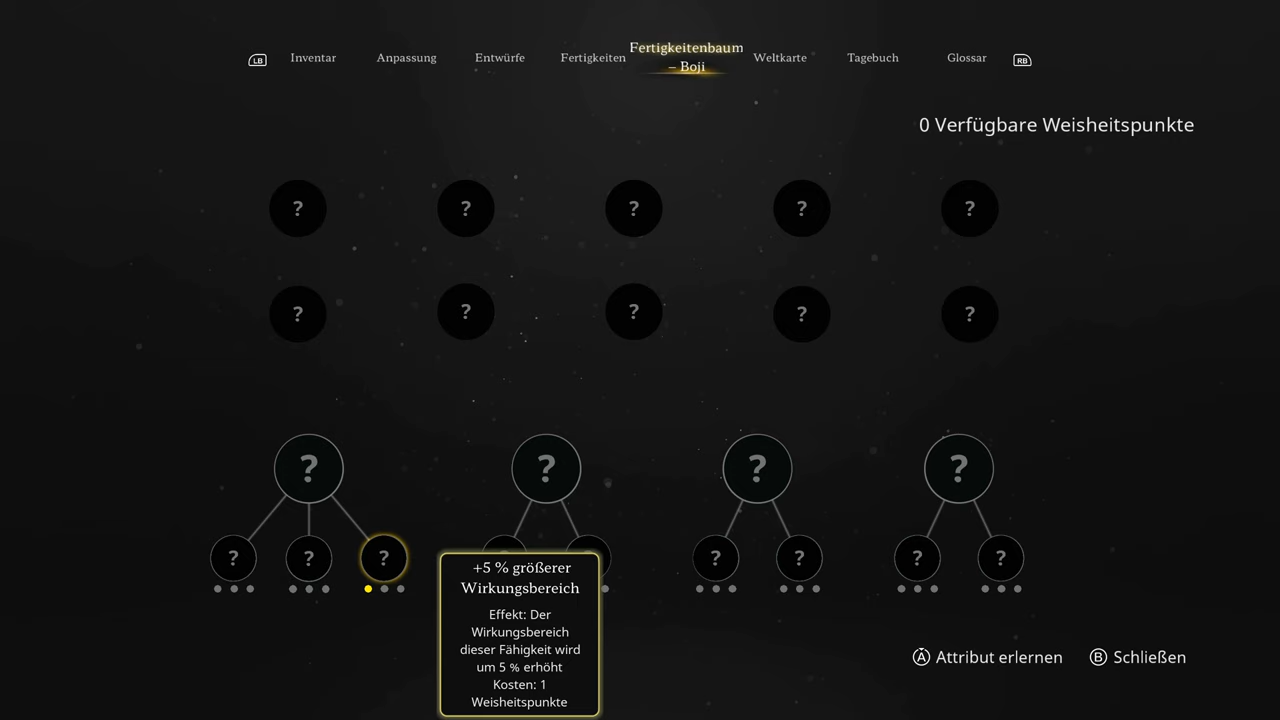 LB
Inventar
Anpassung
Entwürfe
Fertigkeiten
Fertigkeitenbaum
– Boji
Weltkarte
Tagebuch
Glossar
RB
0 Verfügbare Weisheitspunkte
? ? ? ? ?
? ? ? ? ?
? ? ? ?
? ? ? ? ? ? ?
+5 % größerer
Wirkungsbereich
Effekt: Der
Wirkungsbereich
dieser Fähigkeit wird
um 5 % erhöht
Kosten: 1
Weisheitspunkte
A Attribut erlernen
B Schließen